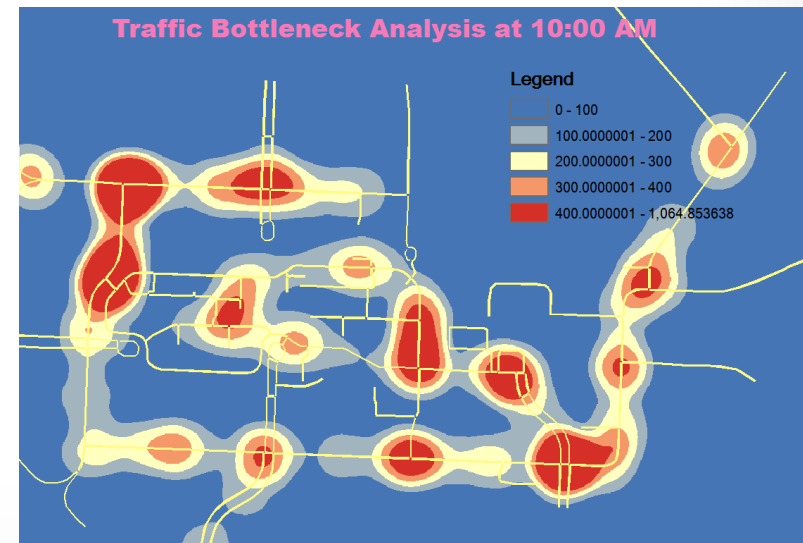 Traffic Bottleneck Analysis at 10:00 AM
Legend
0 - 100
100.0000001 - 200
200.0000001 - 300
300.0000001 - 400
400.0000001 - 1,064.853638